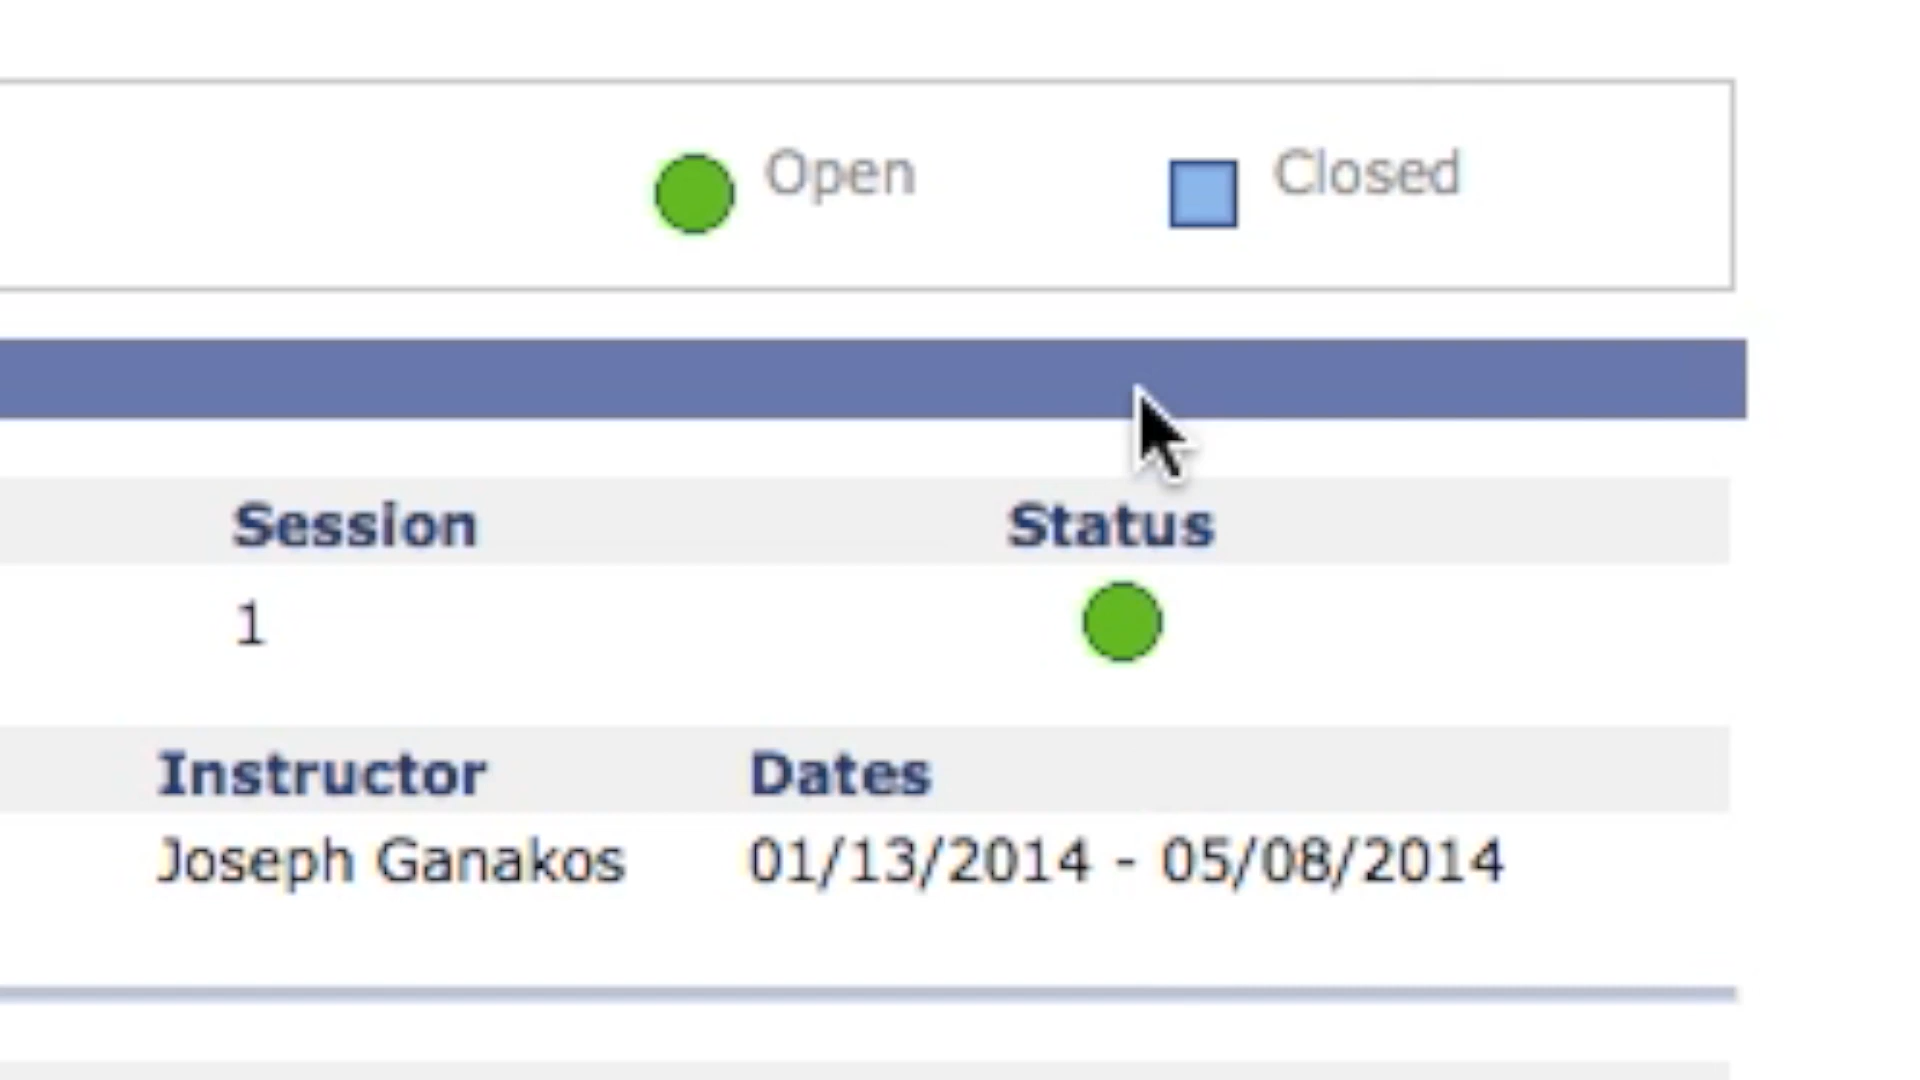 Open Closed
Session Status
1
Instructor Dates
Joseph Ganakos 01/13/2014 - 05/08/2014